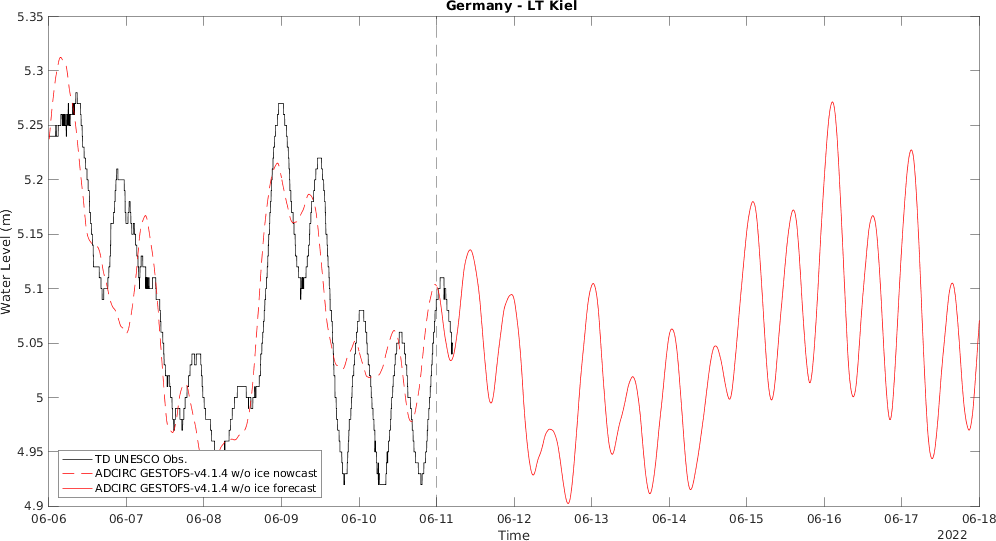 Germany - LT Kiel
5.35
5.3
5.25
5.2
5.15
5.1
5.05
5
4.95
4.9
Water Level (m)
TD UNESCO Obs.
ADCIRC GESTOFS-v4.1.4 w/o ice nowcast
ADCIRC GESTOFS-v4.1.4 w/o ice forecast
06-06 06-07 06-08 06-09 06-10 06-11 06-12 06-13 06-14 06-15 06-16 06-17 06-18
Time
2022